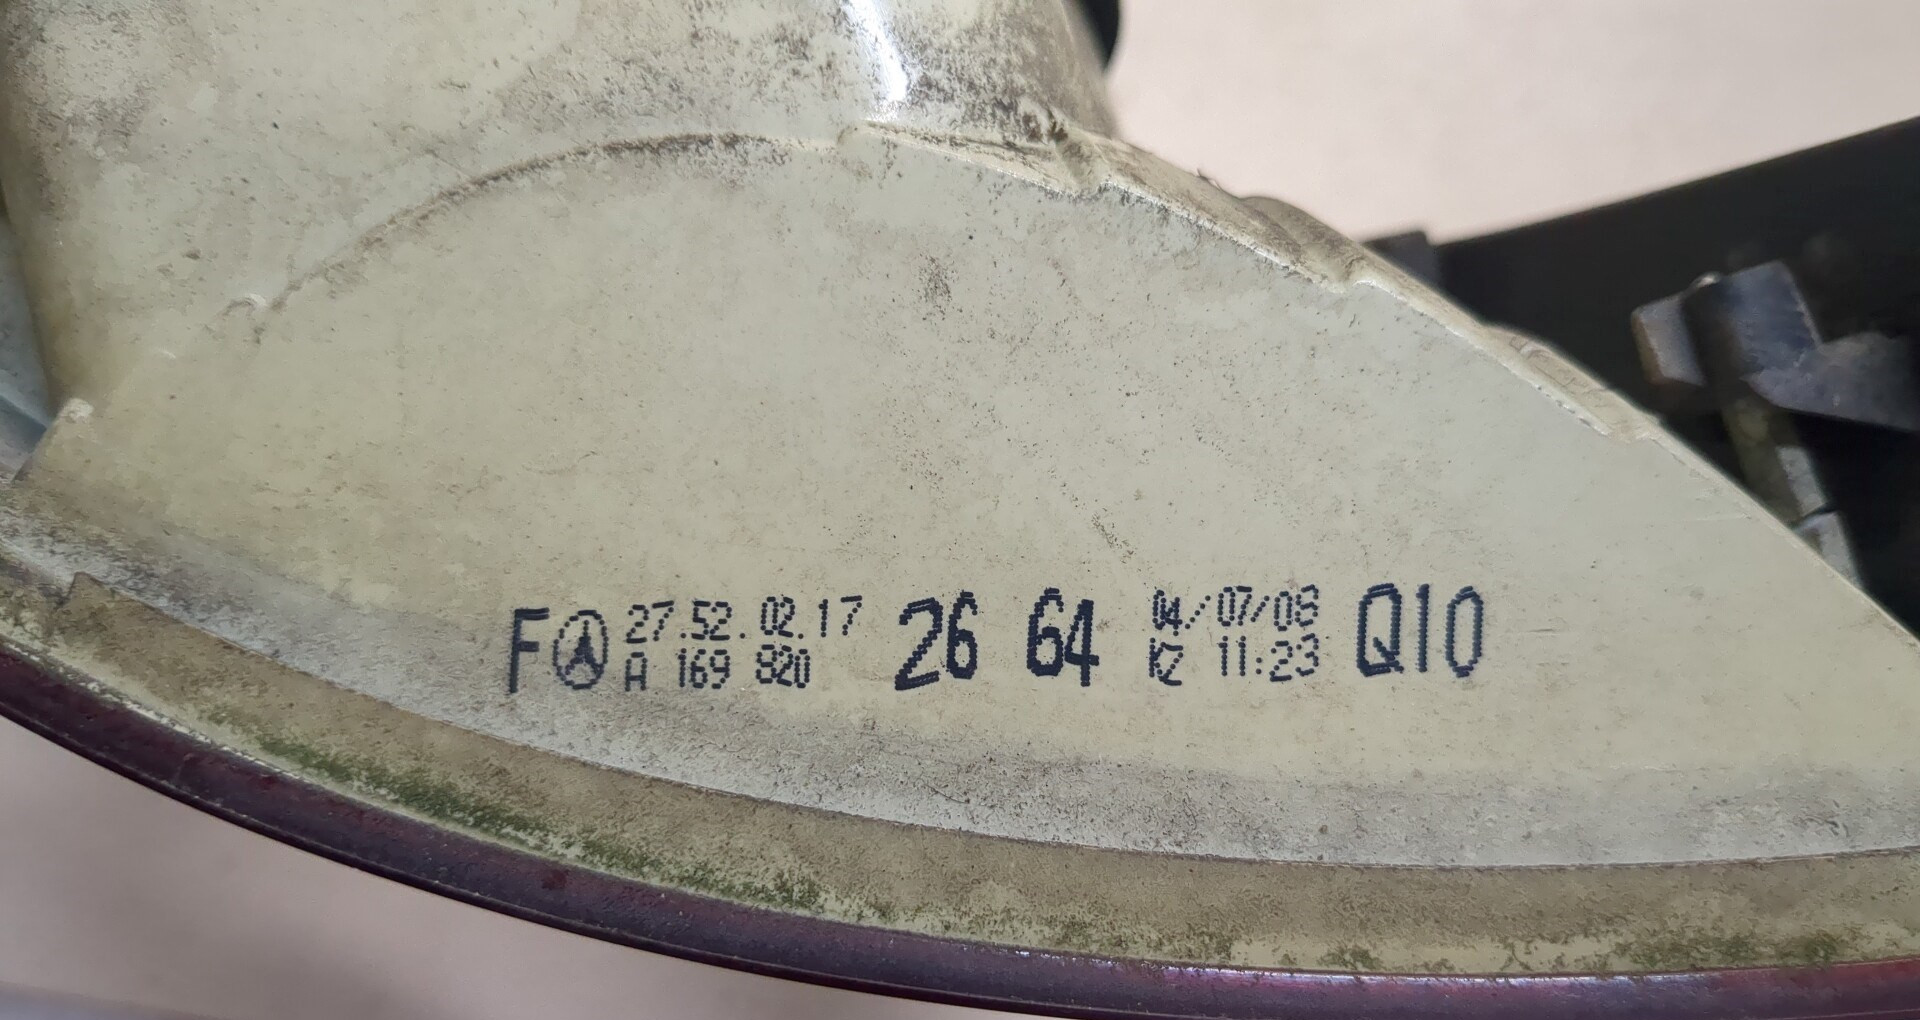 F 27.52.02.17 26 64 04/07/08 Q10
A 169 820 KZ 11:23